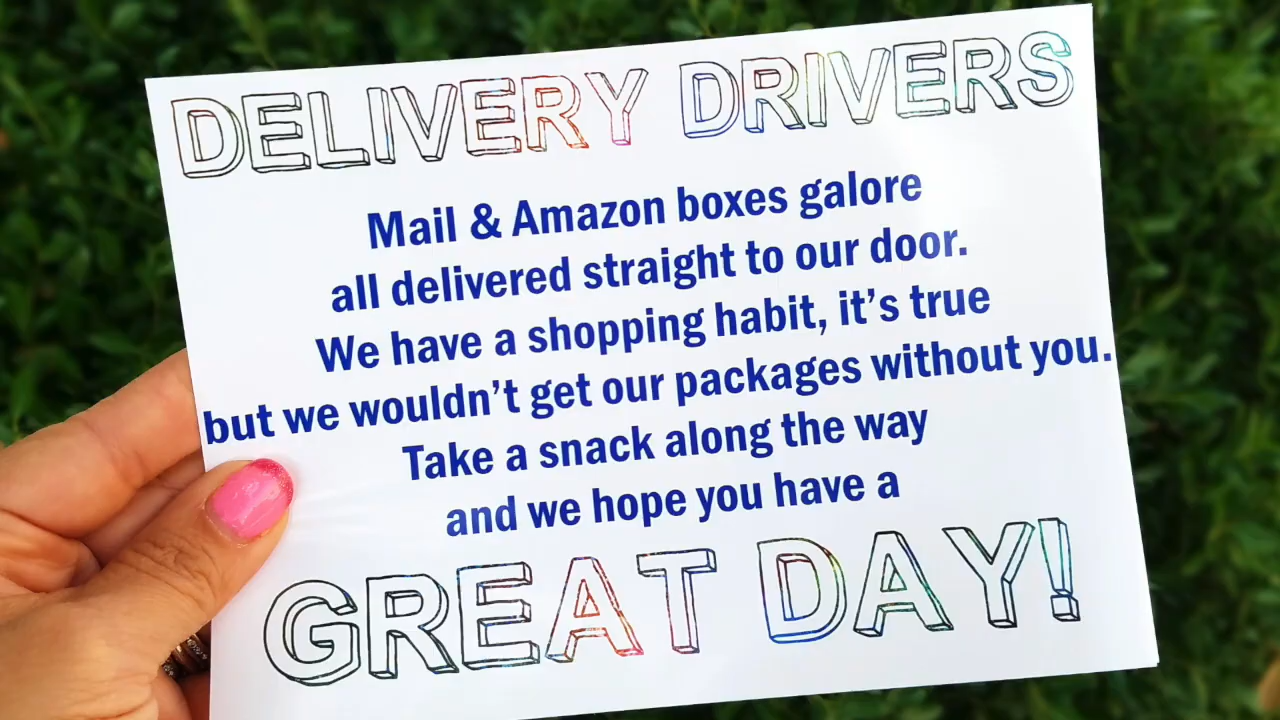 DELIVERY DRIVERS
Mail & Amazon boxes galore
all delivered straight to our door.
We have a shopping habit, it's true
but we wouldn't get our packages without you.
Take a snack along the way
and we hope you have a
GREAT DAY!